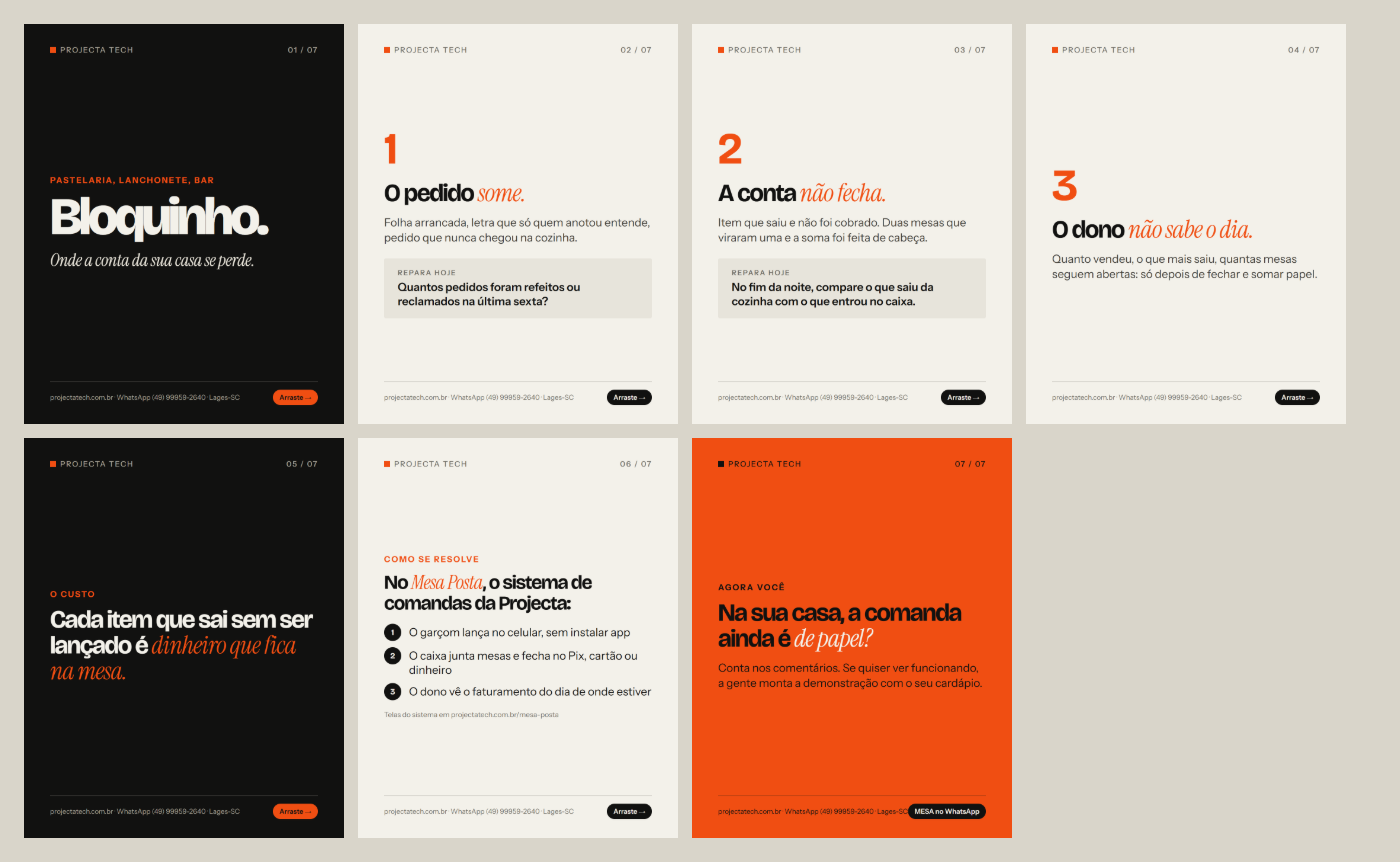 PROJECTA TECH
01 / 07
PASTELARIA, LANCHONETE, BAR
Bloquinho.
Onde a conta da sua casa se perde.
projectatech.com.br · WhatsApp (49) 99959-2640 · Lages-SC
Arraste →
PROJECTA TECH
02 / 07
1
O pedido some.
Folha arrancada, letra que só quem anotou entende,
pedido que nunca chegou na cozinha.
REPARA HOJE
Quantos pedidos foram refeitos ou
reclamados na última sexta?
projectatech.com.br · WhatsApp (49) 99959-2640 · Lages-SC
Arraste →
PROJECTA TECH
03 / 07
2
A conta não fecha.
Item que saiu e não foi cobrado. Duas mesas que
viraram uma e a soma foi feita de cabeça.
REPARA HOJE
No fim da noite, compare o que saiu da
cozinha com o que entrou no caixa.
projectatech.com.br · WhatsApp (49) 99959-2640 · Lages-SC
Arraste →
PROJECTA TECH
04 / 07
3
O dono não sabe o dia.
Quanto vendeu, o que mais saiu, quantas mesas
seguem abertas: só depois de fechar e somar papel.
projectatech.com.br · WhatsApp (49) 99959-2640 · Lages-SC
Arraste →
PROJECTA TECH
05 / 07
O CUSTO
Cada item que sai sem ser
lançado é dinheiro que fica
na mesa.
projectatech.com.br · WhatsApp (49) 99959-2640 · Lages-SC
Arraste →
PROJECTA TECH
06 / 07
COMO SE RESOLVE
No Mesa Posta, o sistema de
comandas da Projecta:
1 O garçom lança no celular, sem instalar app
2 O caixa junta mesas e fecha no Pix, cartão ou
dinheiro
3 O dono vê o faturamento do dia de onde estiver
Telas do sistema em projectatech.com.br/mesa-posta
projectatech.com.br · WhatsApp (49) 99959-2640 · Lages-SC
Arraste →
PROJECTA TECH
07 / 07
AGORA VOCÊ
Na sua casa, a comanda
ainda é de papel?
Conta nos comentários. Se quiser ver funcionando,
a gente monta a demonstração com o seu cardápio.
projectatech.com.br · WhatsApp (49) 99959-2640 · Lages-SC
MESA no WhatsApp